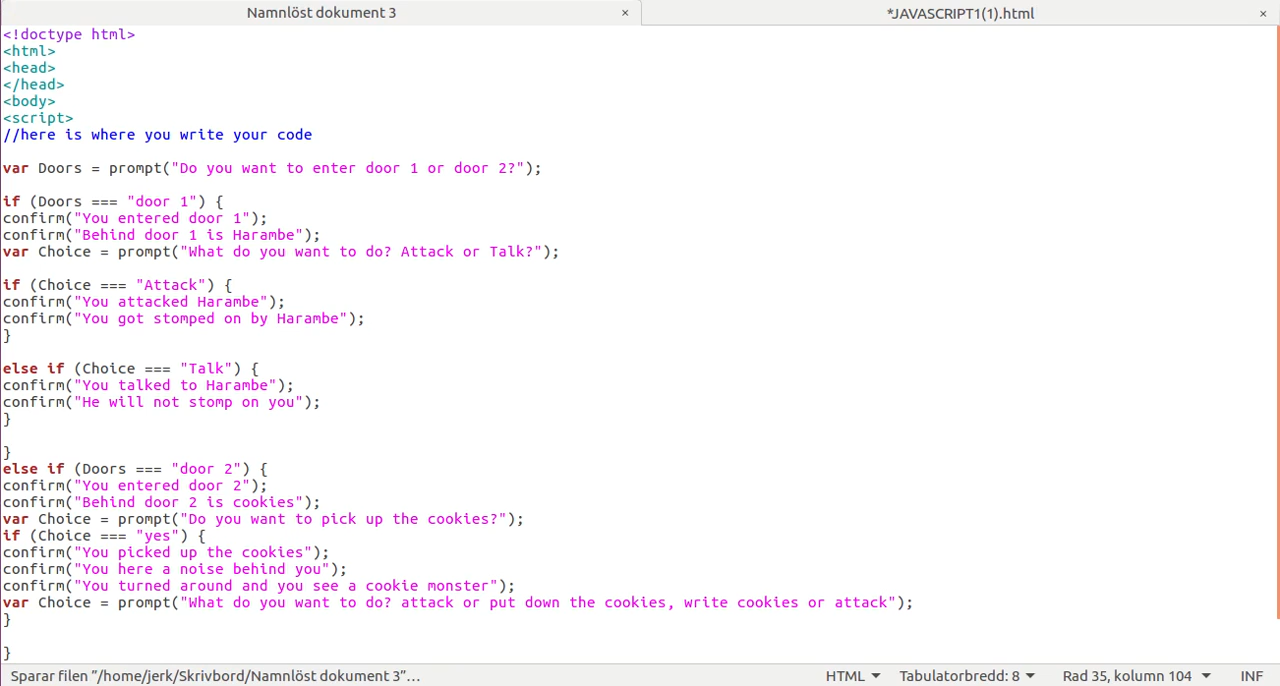 Namnlöst dokument 3 × *JAVASCRIPT1(1).html ×
<!doctype html>
<html>
<head>
</head>
<body>
<script>
//here is where you write your code
var Doors = prompt("Do you want to enter door 1 or door 2?");
if (Doors === "door 1") {
confirm("You entered door 1");
confirm("Behind door 1 is Harambe");
var Choice = prompt("What do you want to do? Attack or Talk?");
if (Choice === "Attack") {
confirm("You attacked Harambe");
confirm("You got stomped on by Harambe");
}
else if (Choice === "Talk") {
confirm("You talked to Harambe");
confirm("He will not stomp on you");
}
}
else if (Doors === "door 2") {
confirm("You entered door 2");
confirm("Behind door 2 is cookies");
var Choice = prompt("Do you want to pick up the cookies?");
if (Choice === "yes") {
confirm("You picked up the cookies");
confirm("You here a noise behind you");
confirm("You turned around and you see a cookie monster");
var Choice = prompt("What do you want to do? attack or put down the cookies, write cookies or attack");
}
}
Sparar filen ”/home/jerk/Skrivbord/Namnlöst dokument 3”… HTML Tabulatorbredd: 8 Rad 35, kolumn 104 INF